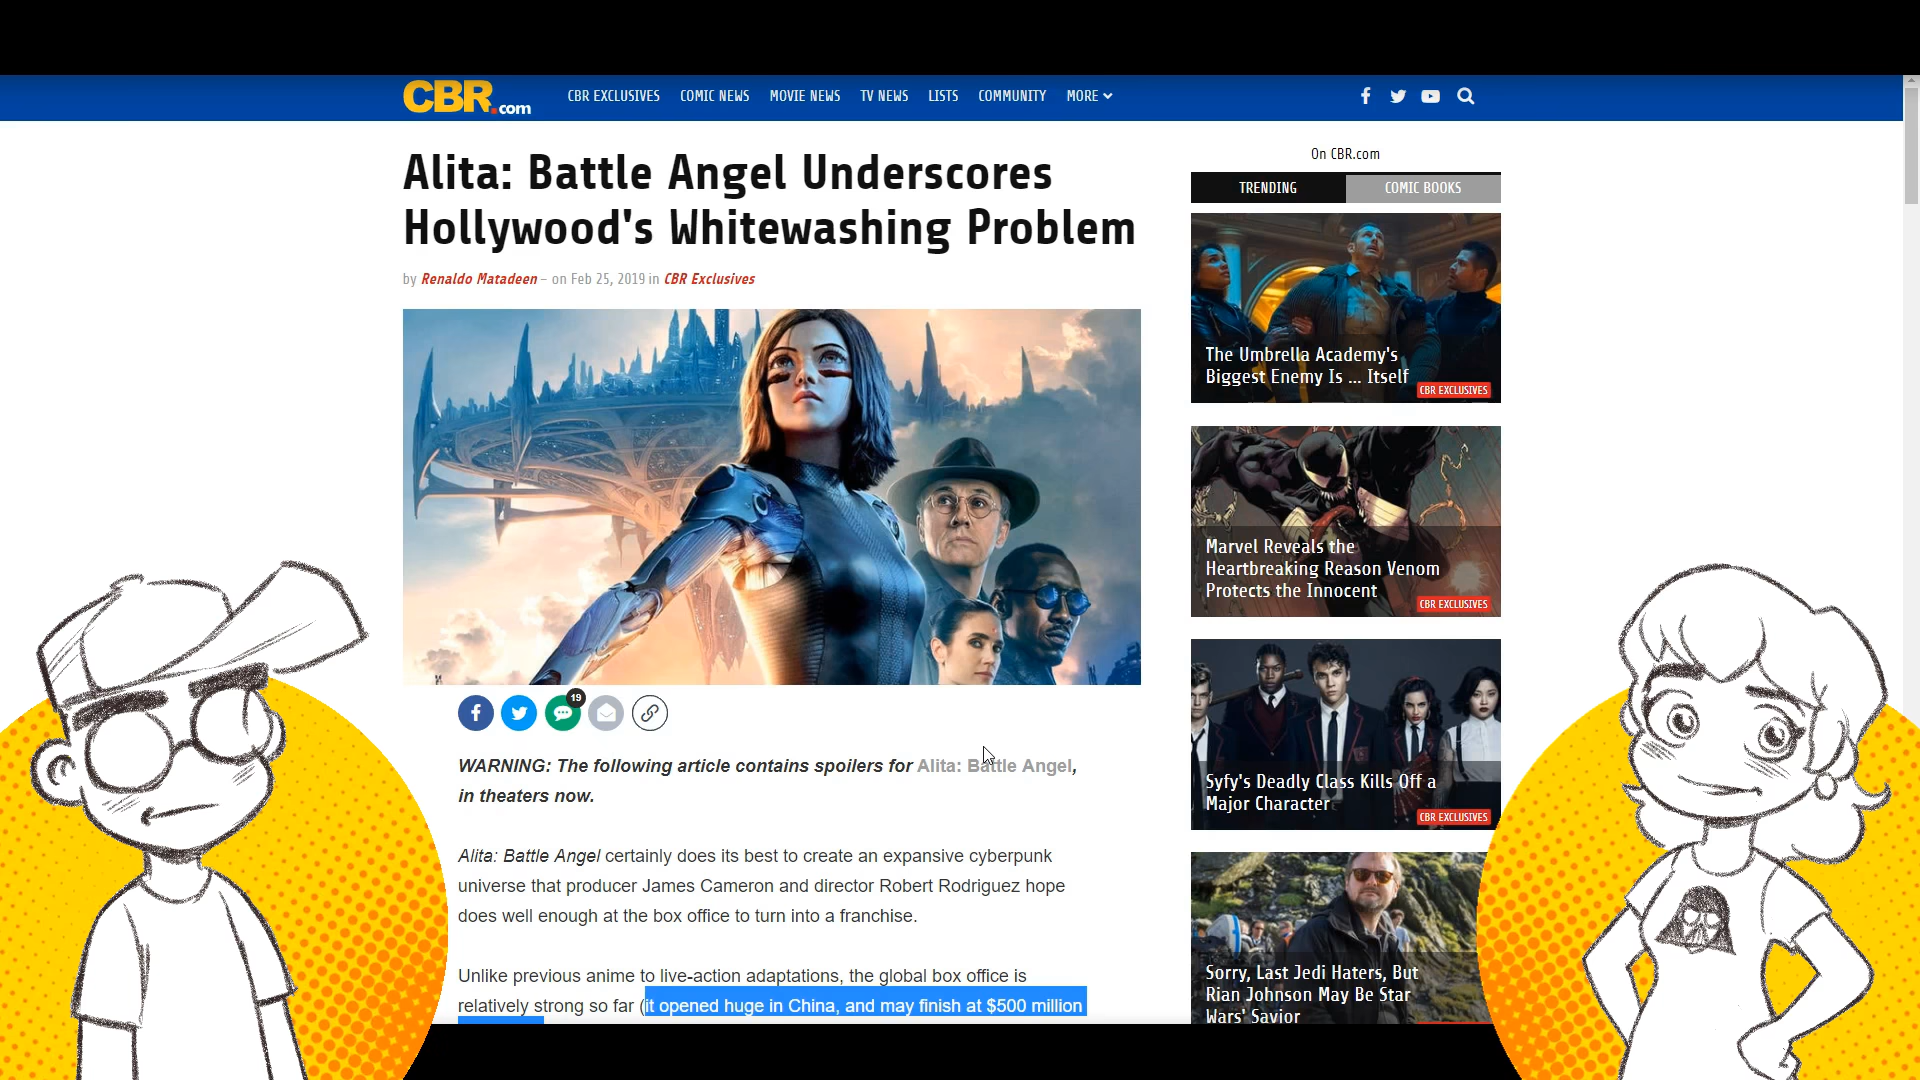 CBR.com
CBR EXCLUSIVES COMIC NEWS MOVIE NEWS TV NEWS LISTS COMMUNITY MORE
Alita: Battle Angel Underscores
Hollywood's Whitewashing Problem
by Renaldo Matadeen – on Feb 25, 2019 in CBR Exclusives
19
WARNING: The following article contains spoilers for Alita: Battle Angel,
in theaters now.
Alita: Battle Angel certainly does its best to create an expansive cyberpunk
universe that producer James Cameron and director Robert Rodriguez hope
does well enough at the box office to turn into a franchise.
Unlike previous anime to live-action adaptations, the global box office is
relatively strong so far (it opened huge in China, and may finish at $500 million
On CBR.com
TRENDING COMIC BOOKS
The Umbrella Academy's
Biggest Enemy Is ... Itself
CBR EXCLUSIVES
Marvel Reveals the
Heartbreaking Reason Venom
Protects the Innocent
CBR EXCLUSIVES
Syfy's Deadly Class Kills Off a
Major Character
CBR EXCLUSIVES
Sorry, Last Jedi Haters, But
Rian Johnson May Be Star
Wars' Savior